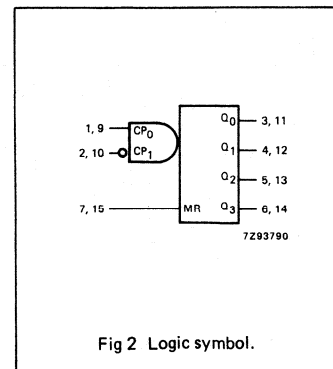 1, 9 CP0 Q0 3, 11
2, 10 CP1 Q1 4, 12
Q2 5, 13
7, 15 MR Q3 6, 14
7Z93790
Fig 2 Logic symbol.